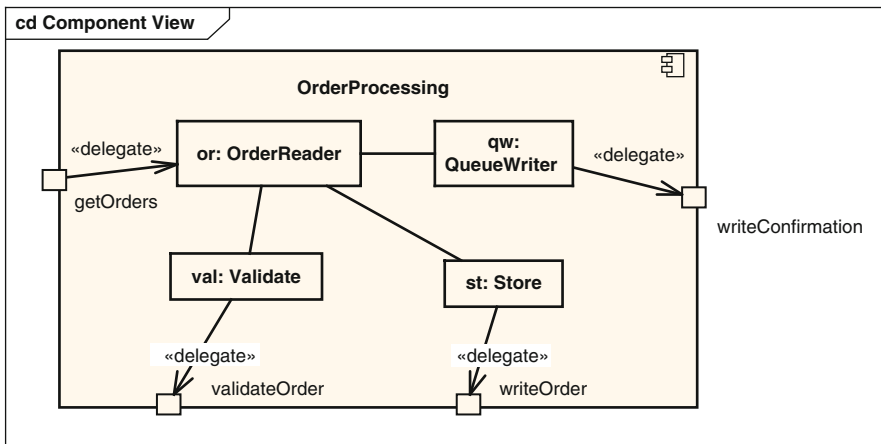 cd Component View
OrderProcessing
«delegate»
or: OrderReader
qw:
QueueWriter
«delegate»
getOrders
writeConfirmation
val: Validate
st: Store
«delegate»
«delegate»
validateOrder
writeOrder